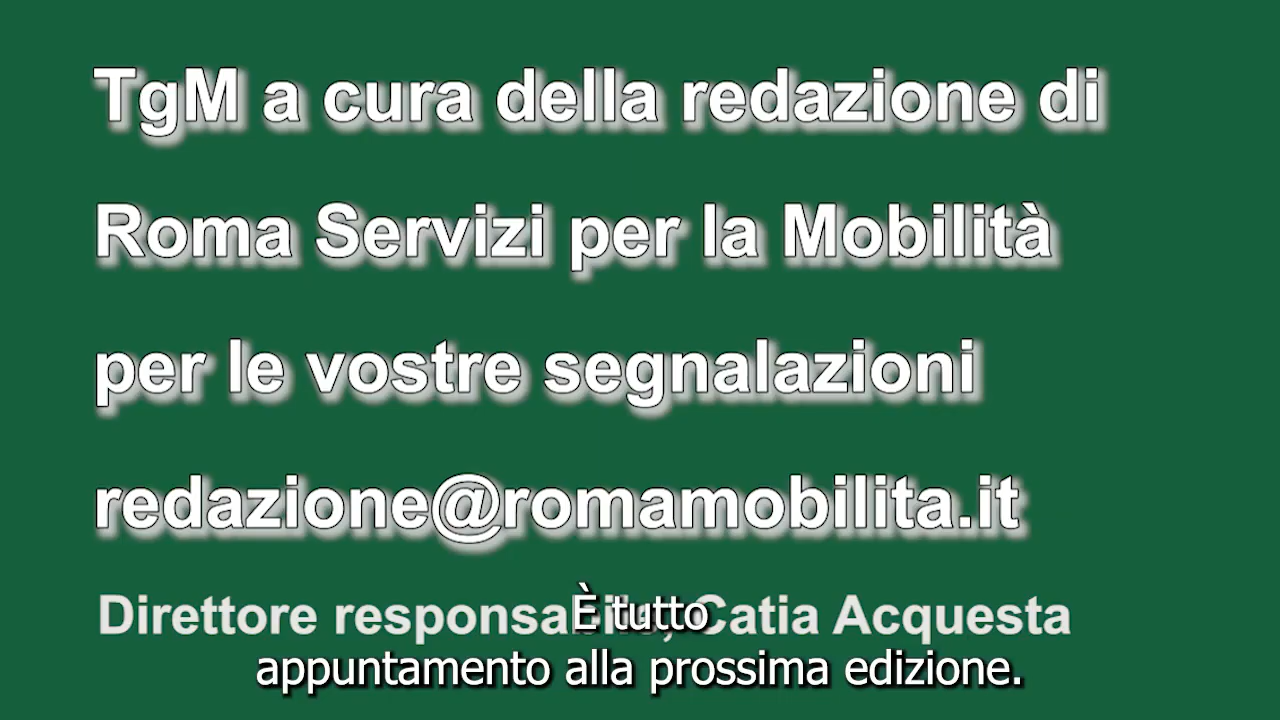 TgM a cura della redazione di
Roma Servizi per la Mobilità
per le vostre segnalazioni
redazione@romamobilita.it
Direttore responsabile, Catia Acquesta
È tutto
appuntamento alla prossima edizione.